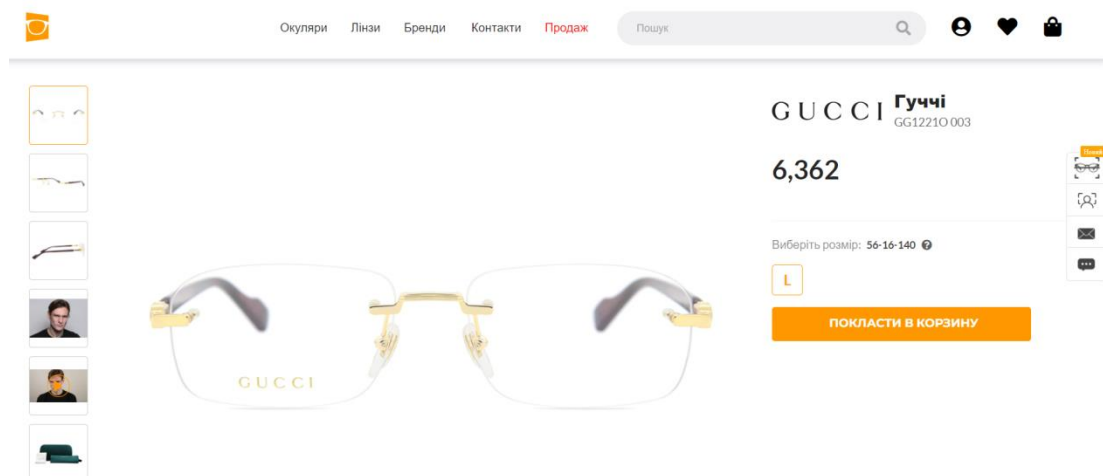 Окуляри Лінзи Бренди Контакти Продаж Пошук
GUCCI Гуччі
GG1221O 003
6,362
Виберіть розмір: 56-16-140
L
ПОКЛАСТИ В КОРЗИНУ
GUCCI